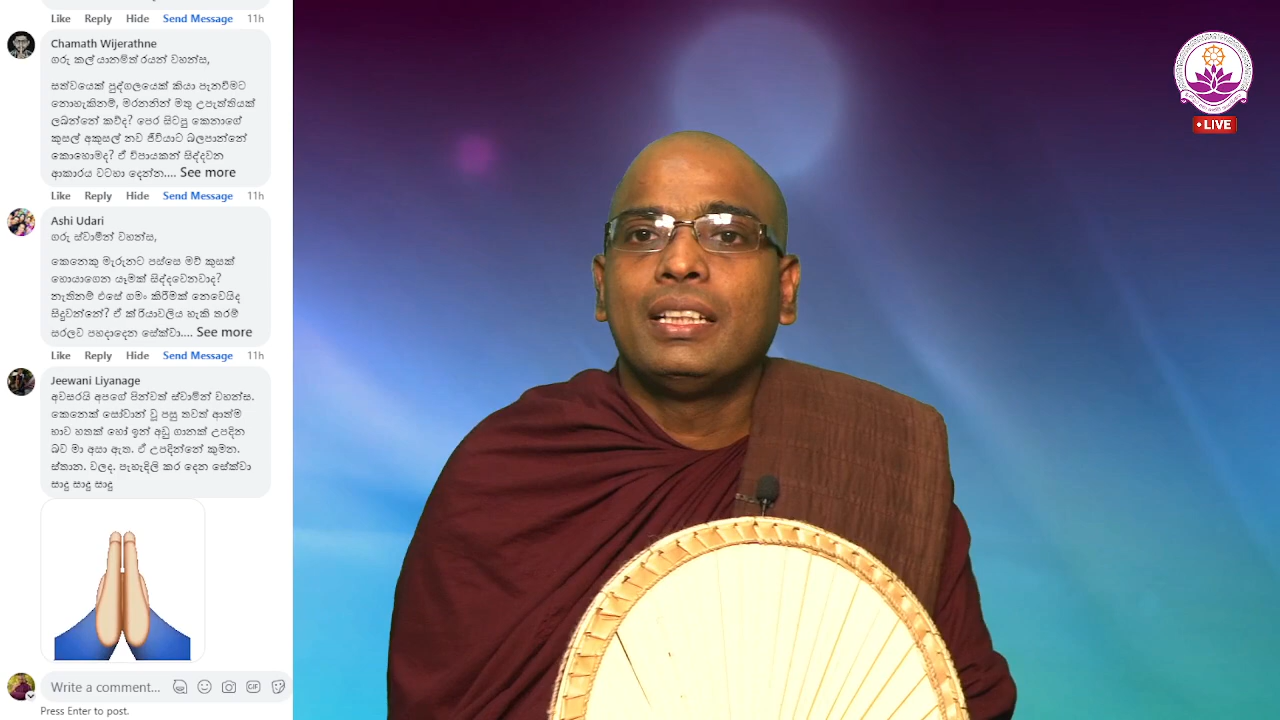 Like Reply Hide Send Message 11h
Chamath Wijerathne
ගරු කල් යානමිත් රයන් වහන්ස,
සත්වයෙක් පුද්ගලයෙක් කියා පැනවීමට
නොහැකිනම්, මරනනින් මතු උපැත්තියක්
ලබන්නේ කව්ද? පෙර සිටපු කෙනාගේ
කුසල් අකුසල් නව ජීවියාට බලපාන්නේ
කොහොමද? ඒ විපායකන් සිද්දවන
ආකාරය වටහා දෙන්න.... See more
Like Reply Hide Send Message 11h
Ashi Udari
ගරු ස්වාමීන් වහන්ස,
කෙනෙකු මැරුනට පස්සෙ මව් කුසක්
හොයාගෙන යෑමක් සිද්දවෙනවාද?
නැතිනම් එසේ ගමං කිරීමක් නෙවෙයිද
සිදුවන්නේ? ඒ ක්රියාවලිය හැකි තරම්
සරලව පහදාදෙන සේක්වා.... See more
Like Reply Hide Send Message 11h
Jeewani Liyanage
අවසරයි අපගේ පින්වත් ස්වාමින් වහන්ස.
කෙනෙක් සෝවාන් වූ පසු තවත් ආත්ම
භාව හතක් හෝ ඉන් අඩු ගානක් උපදින
බව මා අසා ඇත. ඒ උපදින්නේ කුමන.
ස්තාන. වලද. පැහැදිලි කර දෙන සේක්වා
සාදු සාදු සාදු
Write a comment...
Press Enter to post.
LIVE